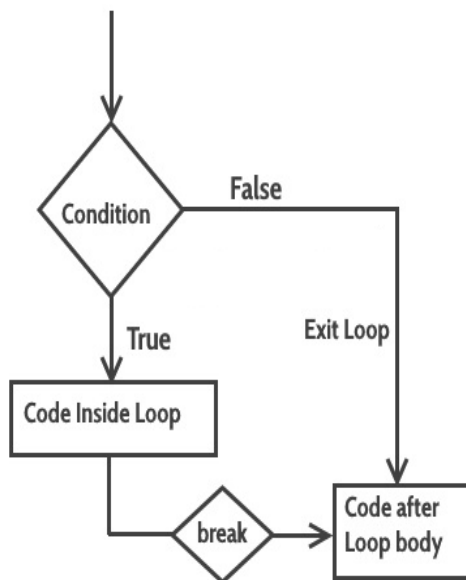 Condition
False
True
Exit Loop
Code Inside Loop
break
Code after
Loop body